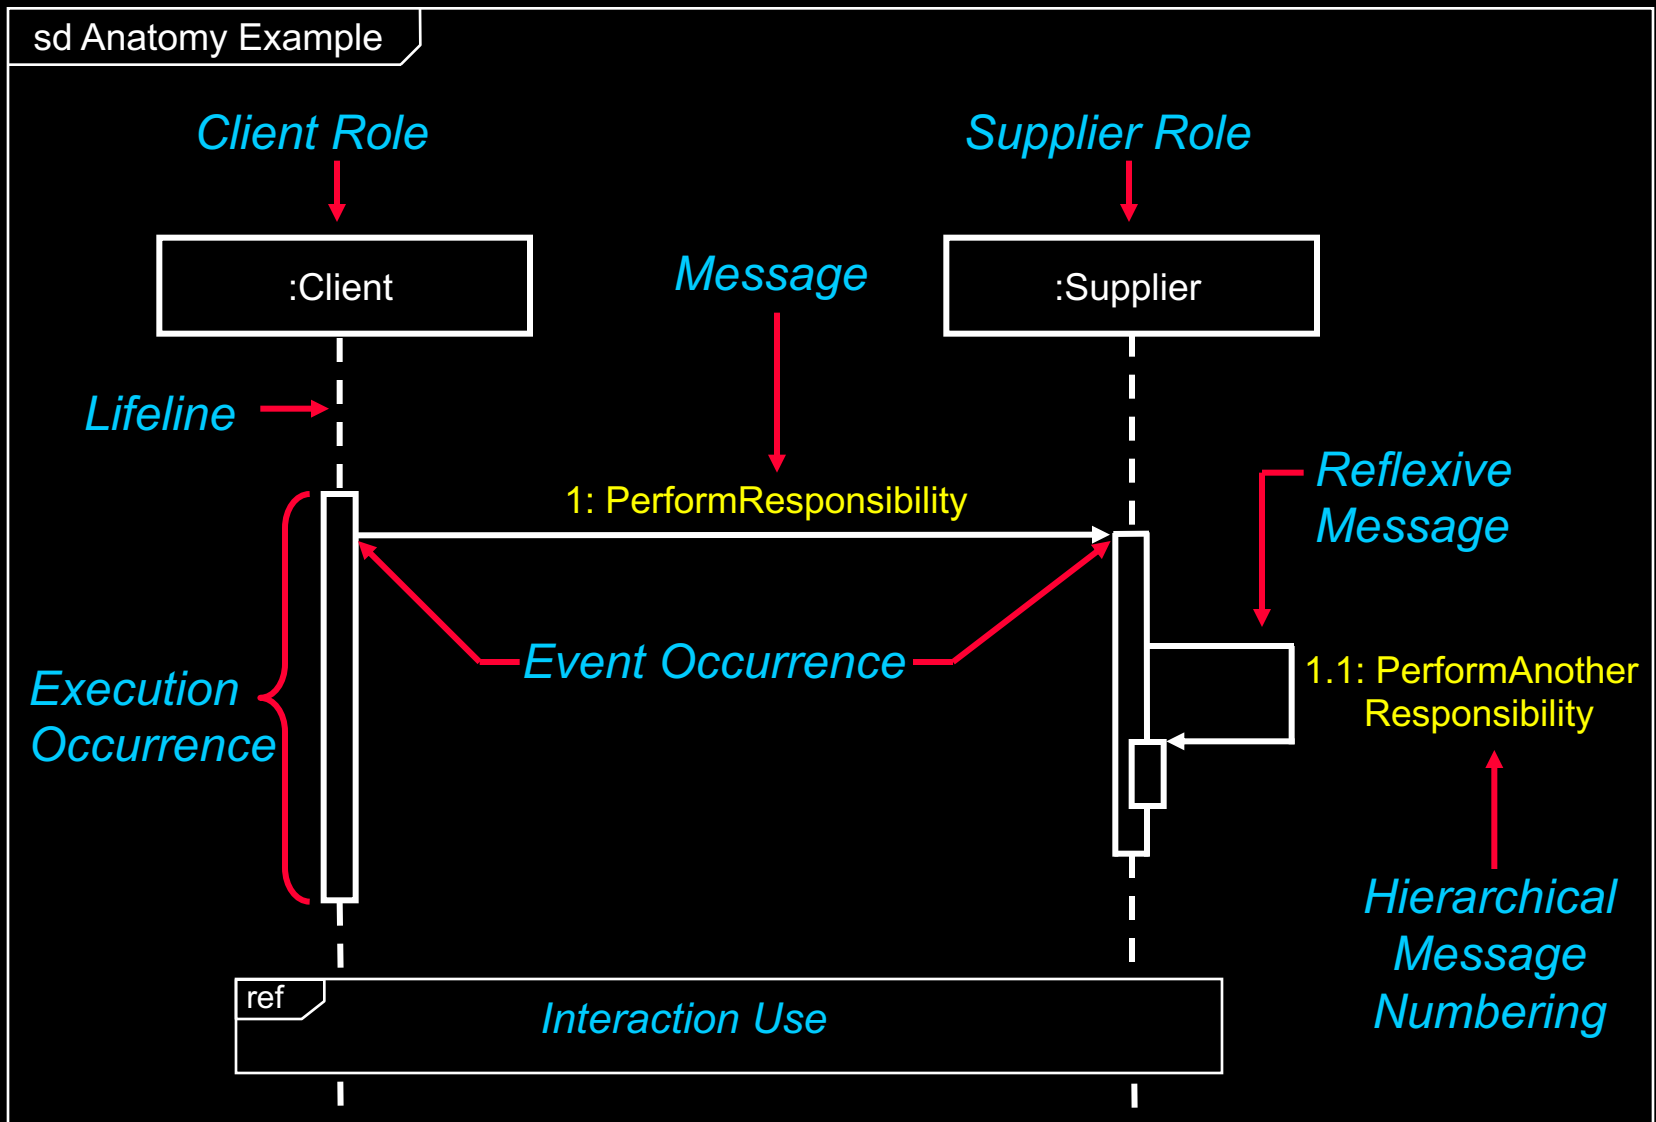 sd Anatomy Example
Client Role
Supplier Role
:Client
Message
:Supplier
Lifeline
1: PerformResponsibility
Reflexive
Message
Event Occurrence
Execution
Occurrence
1.1: PerformAnother
Responsibility
Hierarchical
Message
Numbering
ref
Interaction Use